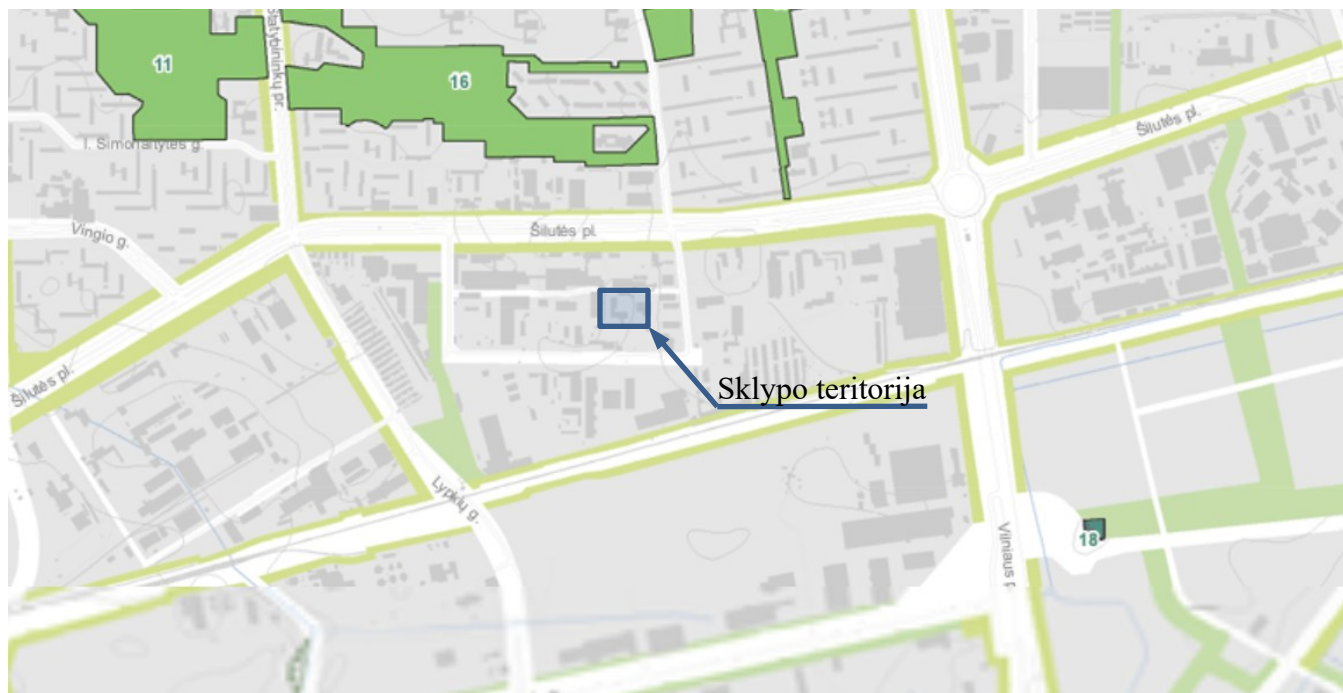 Statybininkų pr.
11
16
I. Simonaitytės g.
Šilutės pl.
Vingio g.
Šilutės pl.
Šilutės pl.
Sklypo teritorija
Lypkių g.
18
Vilniaus